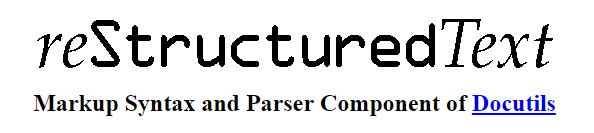 reStructuredText
Markup Syntax and Parser Component of Docutils